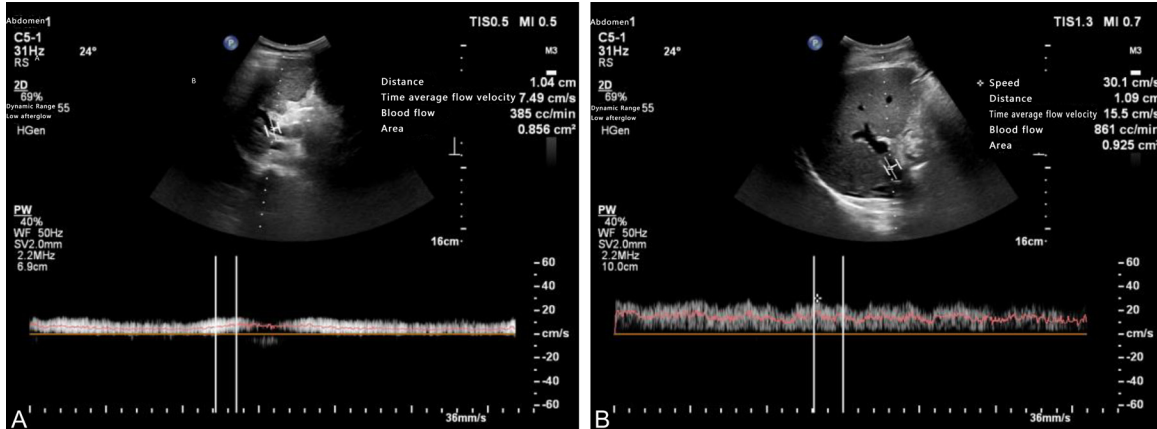 Abdomen1
TIS0.5 MI 0.5
C5-1
31Hz
24°
RS
A
P
M3
B
2D
69%
Dynamic Range 55
Low afterglow
HGen
Distance 1.04 cm
Time average flow velocity 7.49 cm/s
Blood flow 385 cc/min
Area 0.856 cm²
PW
40%
WF 50Hz
SV2.0mm
2.2MHz
6.9cm
16cm
60
40
20
cm/s
-20
-40
-60
36mm/s
A
Abdomen1
TIS1.3 MI 0.7
C5-1
31Hz
24°
RS
P
M3
2D
69%
Dynamic Range 55
Low afterglow
HGen
Speed 30.1 cm/s
Distance 1.09 cm
Time average flow velocity 15.5 cm/s
Blood flow 861 cc/min
Area 0.925 cm²
PW
40%
WF 50Hz
SV2.0mm
2.2MHz
10.0cm
16cm
60
40
20
cm/s
-20
-40
-60
36mm/s
B